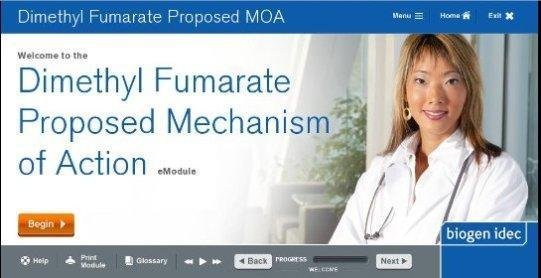 Dimethyl Fumarate Proposed MOA
Menu
Home
Exit
Welcome to the
Dimethyl Fumarate
Proposed Mechanism
of Action eModule
Begin
biogen idec
Help
Print
Module
Glossary
Back
PROGRESS
WELCOME
Next